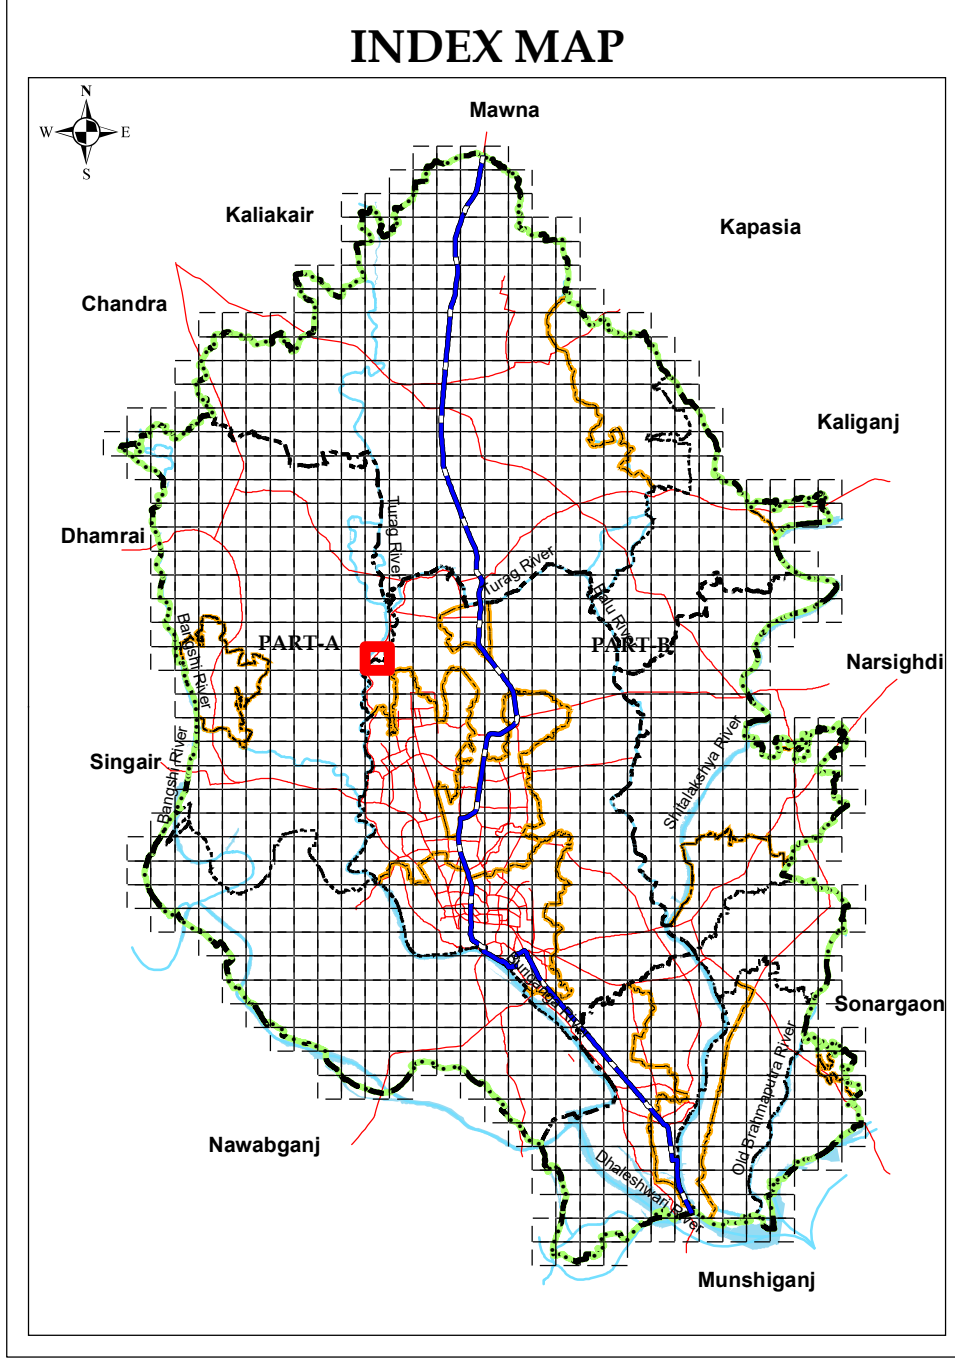 INDEX MAP
N
W E
S
Mawna
Kaliakair
Kapasia
Chandra
Kaliganj
Dhamrai
Turag River
Turag River
Balu River
Bangshi River
PART-A
PART-B
Narsighdi
Shitalakshya River
Bangshi River
Singair
Buriganga River
Sonargaon
Old Brahmaputra River
Nawabganj
Dhaleshwari River
Munshiganj